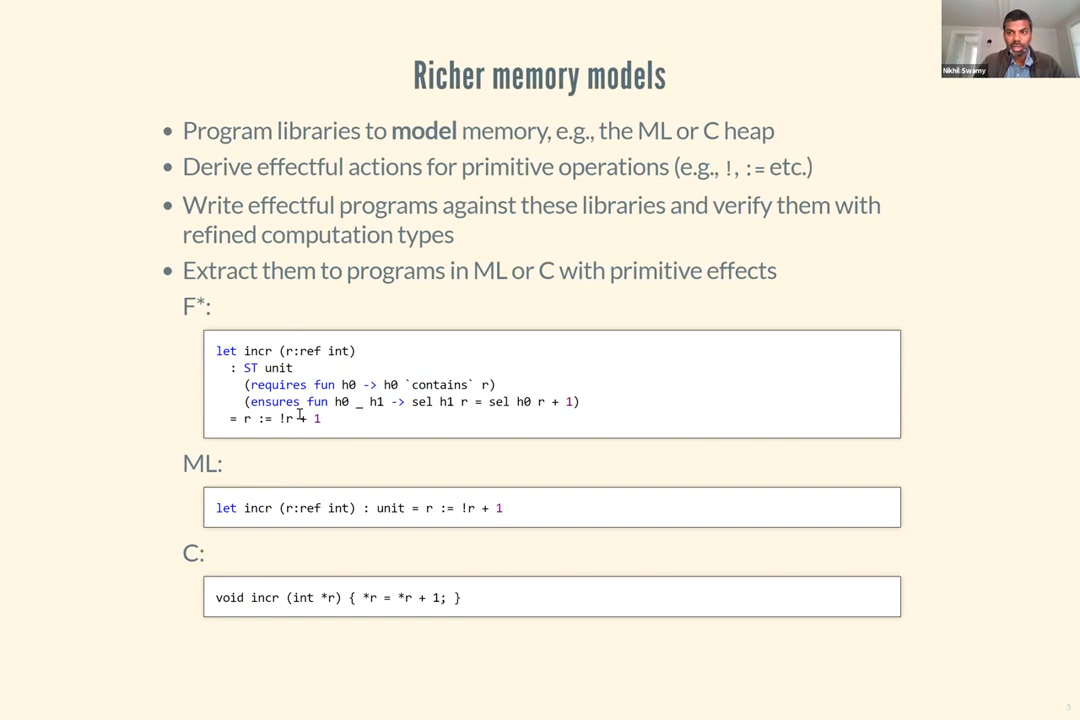 Nikhil Swamy
Richer memory models
• Program libraries to model memory, e.g., the ML or C heap
• Derive effectful actions for primitive operations (e.g., !, := etc.)
• Write effectful programs against these libraries and verify them with
refined computation types
• Extract them to programs in ML or C with primitive effects
F*:
let incr (r:ref int)
: ST unit
(requires fun h0 -> h0 `contains` r)
(ensures fun h0 _ h1 -> sel h1 r = sel h0 r + 1)
= r := !r + 1
ML:
let incr (r:ref int) : unit = r := !r + 1
C:
void incr (int *r) { *r = *r + 1; }
3